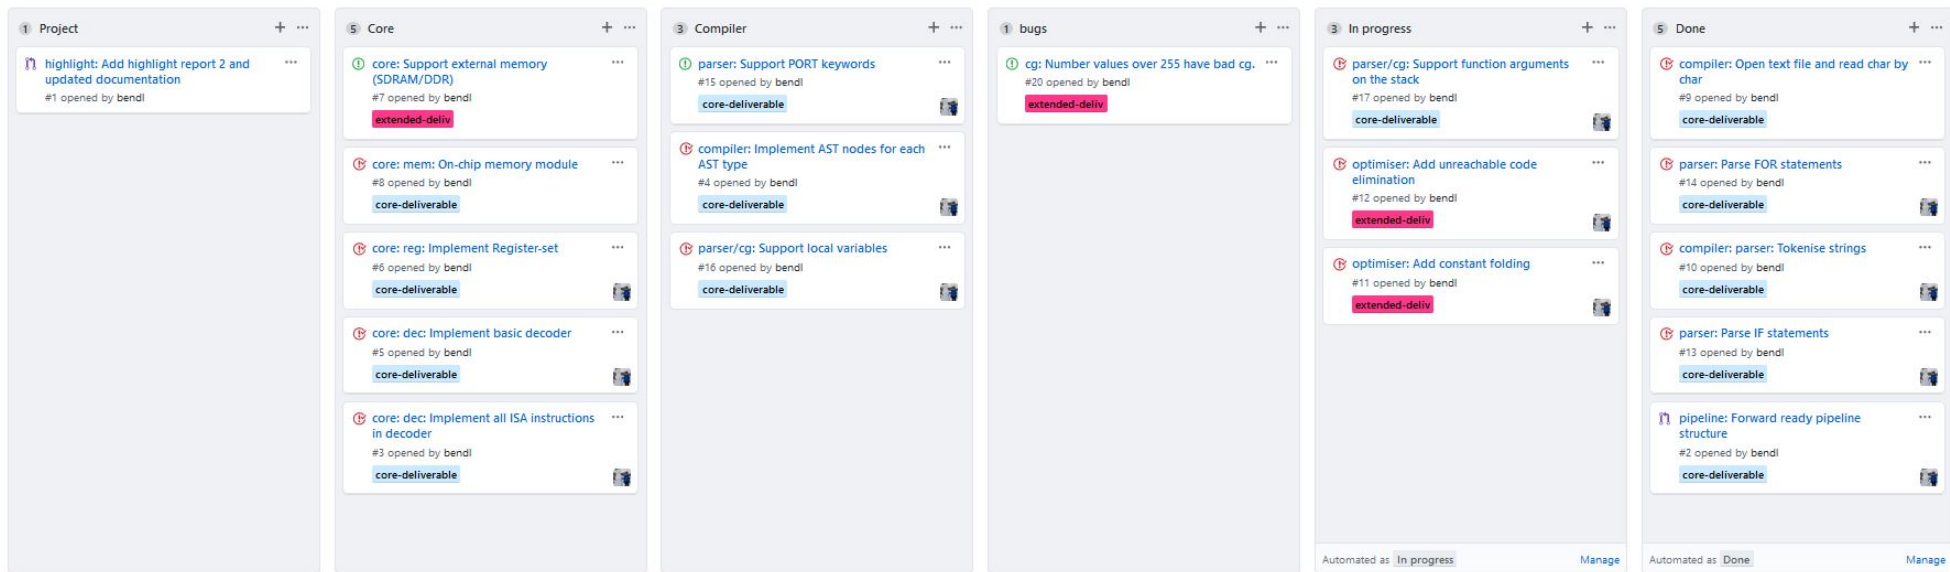 1 Project
highlight: Add highlight report 2 and
updated documentation
#1 opened by bendl
5 Core
core: Support external memory
(SDRAM/DDR)
#7 opened by bendl
extended-deliv
core: mem: On-chip memory module
#8 opened by bendl
core-deliverable
core: reg: Implement Register-set
#6 opened by bendl
core-deliverable
core: dec: Implement basic decoder
#5 opened by bendl
core-deliverable
core: dec: Implement all ISA instructions
in decoder
#3 opened by bendl
core-deliverable
3 Compiler
parser: Support PORT keywords
#15 opened by bendl
core-deliverable
compiler: Implement AST nodes for each
AST type
#4 opened by bendl
core-deliverable
parser/cg: Support local variables
#16 opened by bendl
core-deliverable
1 bugs
cg: Number values over 255 have bad cg.
#20 opened by bendl
extended-deliv
3 In progress
parser/cg: Support function arguments
on the stack
#17 opened by bendl
core-deliverable
optimiser: Add unreachable code
elimination
#12 opened by bendl
extended-deliv
optimiser: Add constant folding
#11 opened by bendl
extended-deliv
Automated as In progress Manage
5 Done
compiler: Open text file and read char by
char
#9 opened by bendl
core-deliverable
parser: Parse FOR statements
#14 opened by bendl
core-deliverable
compiler: parser: Tokenise strings
#10 opened by bendl
core-deliverable
parser: Parse IF statements
#13 opened by bendl
core-deliverable
pipeline: Forward ready pipeline
structure
#2 opened by bendl
core-deliverable
Automated as Done Manage